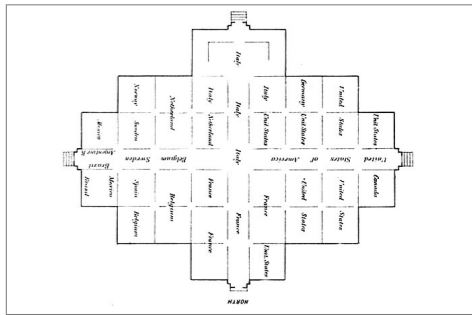 Italy
Norway
Netherland
Italy
Italy
Italy
Germany
United
States
Mexico
Sweden
Netherland
Unit.States
Unit.States
Unit.States
Argentine R.
Brazil
Belgium Sweden
Italy
United States of America
Brazil
Spain
Belgium
France
France
United
States
United
States
Canada
Belgium
France
France
Unit.States
NORTH